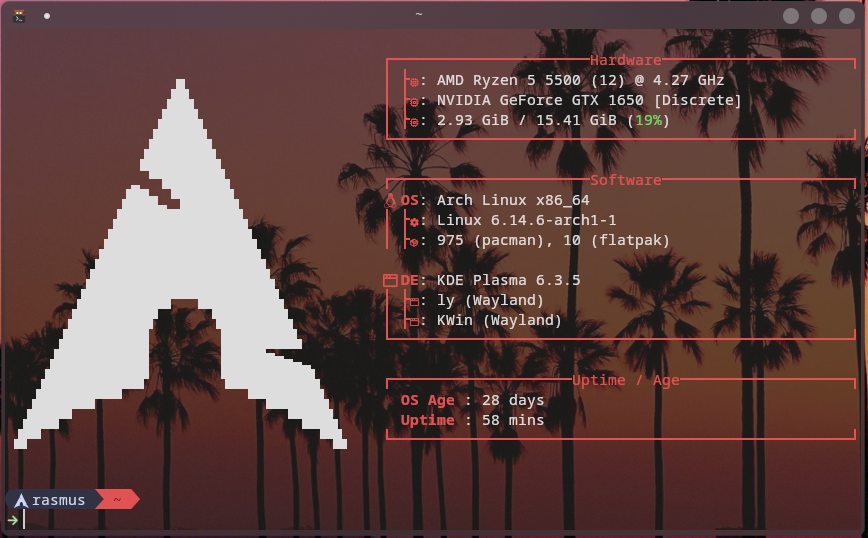 ~
Hardware
: AMD Ryzen 5 5500 (12) @ 4.27 GHz
: NVIDIA GeForce GTX 1650 [Discrete]
: 2.93 GiB / 15.41 GiB (19%)
Software
OS: Arch Linux x86_64
: Linux 6.14.6-arch1-1
: 975 (pacman), 10 (flatpak)
DE: KDE Plasma 6.3.5
: ly (Wayland)
: KWin (Wayland)
Uptime / Age
OS Age : 28 days
Uptime : 58 mins
rasmus ~